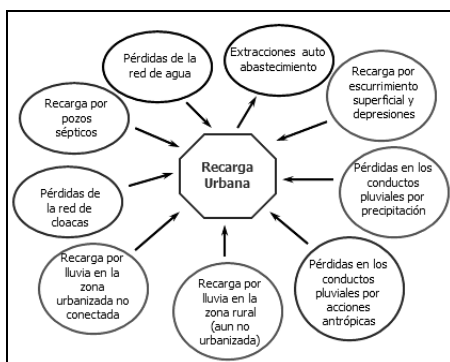 Pérdidas de la
red de agua
Extracciones auto
abastecimiento
Recarga por
escurrimiento
superficial y
depresiones
Recarga por
pozos
sépticos
Recarga
Urbana
Pérdidas de
la red de
cloacas
Pérdidas en los
conductos
pluviales por
precipitación
Recarga por
lluvia en la
zona
urbanizada no
conectada
Recarga por
lluvia en la
zona rural
(aun no
urbanizada)
Pérdidas en los
conductos
pluviales por
acciones
antrópicas